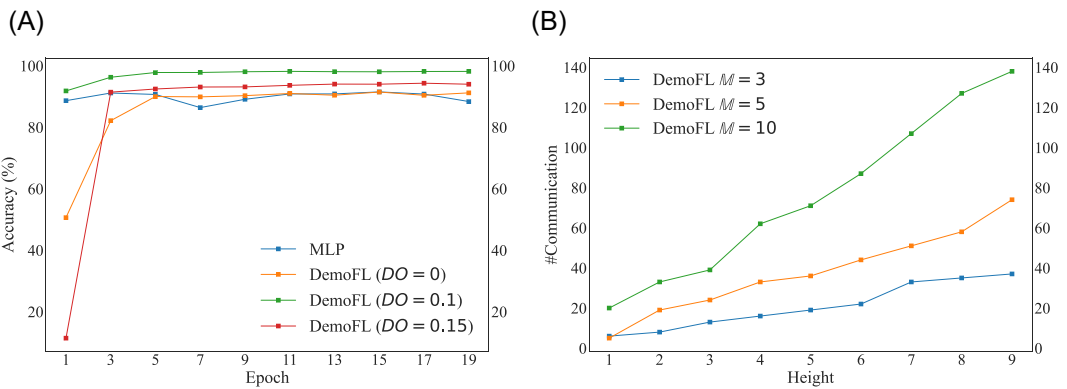 (A)
(B)
100
80
60
40
20
100
80
60
40
20
Accuracy (%)
MLP
DemoFL (DO = 0)
DemoFL (DO = 0.1)
DemoFL (DO = 0.15)
1 3 5 7 9 11 13 15 17 19
Epoch
140
120
100
80
60
40
20
0
140
120
100
80
60
40
20
0
#Communication
DemoFL 𝕄 = 3
DemoFL 𝕄 = 5
DemoFL 𝕄 = 10
1 2 3 4 5 6 7 8 9
Height